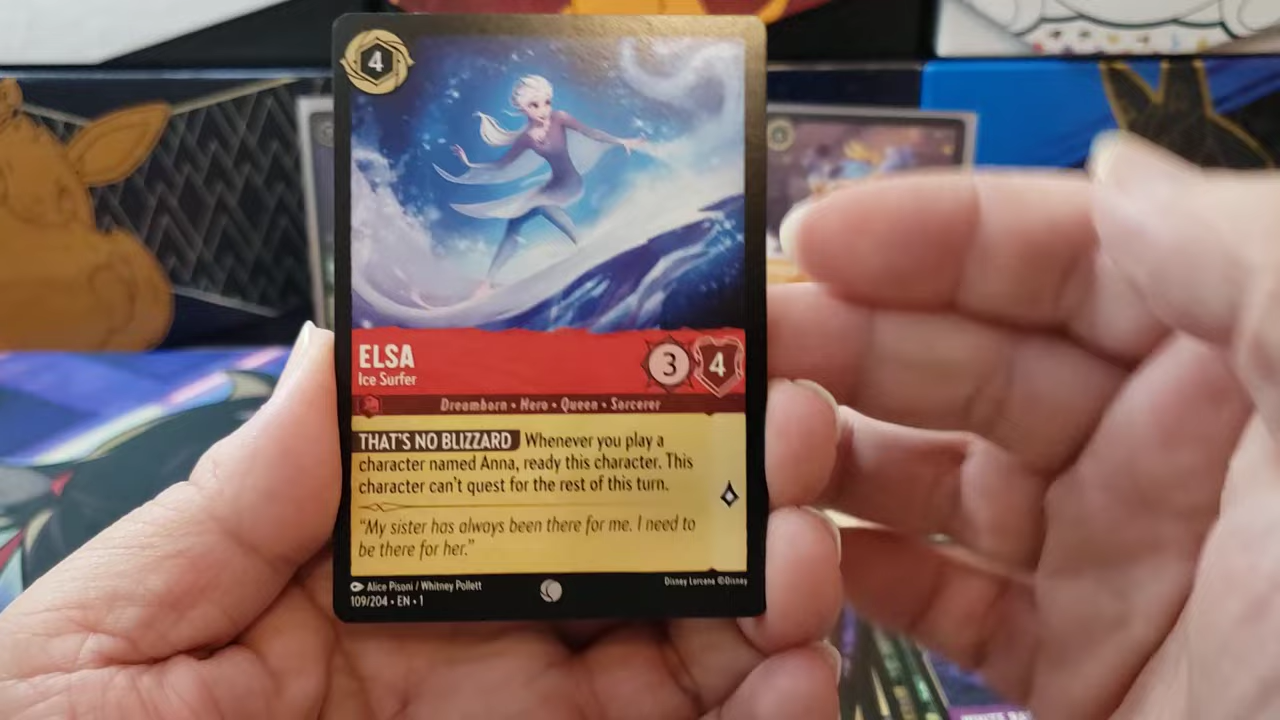 4
ELSA
Ice Surfer
3 4
Dreamborn • Hero • Queen • Sorcerer
THAT'S NO BLIZZARD Whenever you play a
character named Anna, ready this character. This
character can't quest for the rest of this turn.
"My sister has always been there for me. I need to
be there for her."
Alice Pisoni / Whitney Pollett
Disney Lorcana ©Disney
109/204 • EN • 1